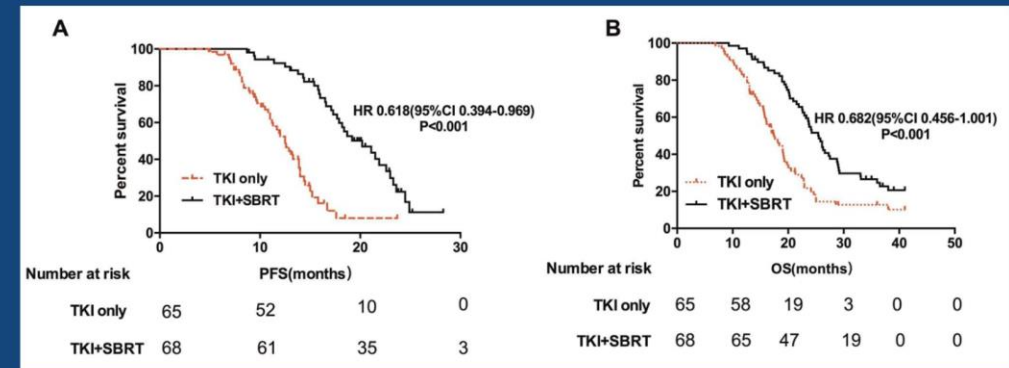 A
100
80
60
40
20
0
Percent survival
HR 0.618(95%CI 0.394-0.969)
P<0.001
TKI only
TKI+SBRT
0 10 20 30
Number at risk PFS(months)
TKI only 65 52 10 0
TKI+SBRT 68 61 35 3
B
100
80
60
40
20
0
Percent survival
HR 0.682(95%CI 0.456-1.001)
P<0.001
TKI only
TKI+SBRT
0 10 20 30 40 50
Number at risk OS(months)
TKI only 65 58 19 3 0 0
TKI+SBRT 68 65 47 19 0 0